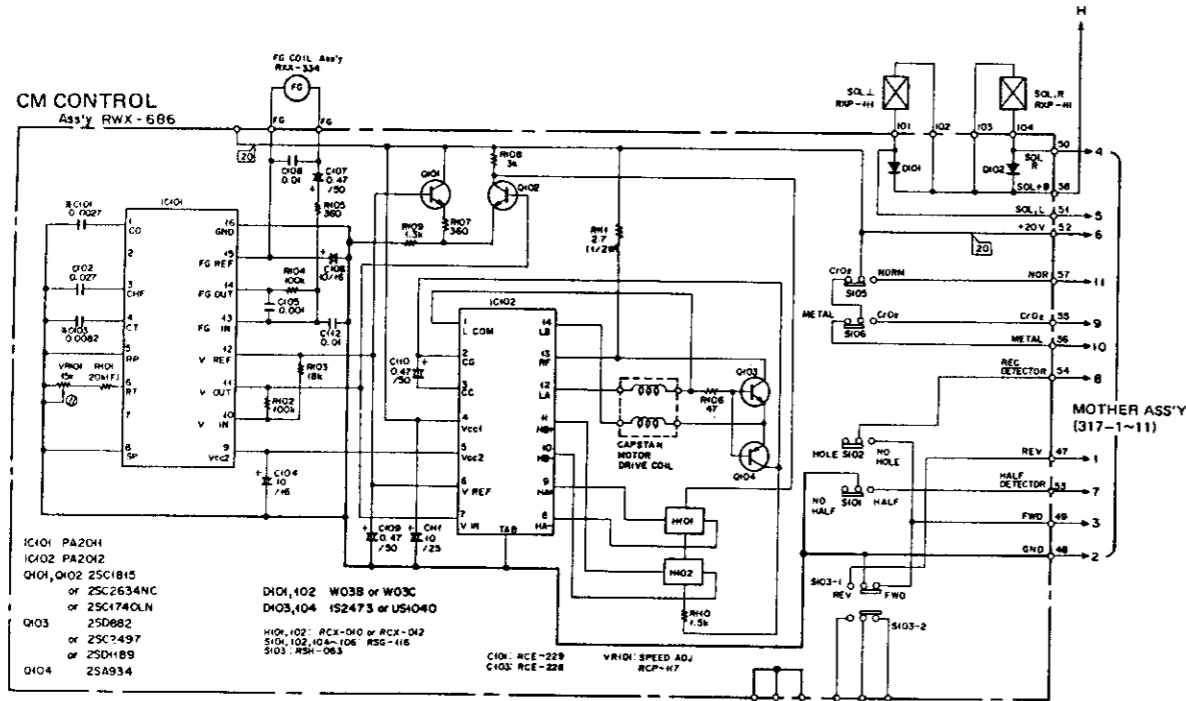 H
FG COIL Ass'y
RXX-334
FG
CM CONTROL
Ass'y RWX-686
FG
FG
20
SOL, L
RXP-111
SOL, R
RXP-111
101
102
103
104
50
4
SOL
R
D101
D102
SOL+B
SOL, L
51
5
+20V
52
6
20
C108
0.01
C107
0.47
/50
R105
360
R108
3k
Q101
Q102
R107
360
R109
1.3k
R111
2.7
(1/2W)
※C101
0.0027
C102
0.027
※C103
0.0082
VR101
15k
R101
20k(F)
IC101
1
CO
2
3
CHF
4
CT
5
RP
6
RT
7
8
SP
16
GND
15
FG REF
14
FG OUT
13
FG IN
12
V REF
11
V OUT
10
V IN
9
Vcc2
10/16
R104
100k
C105
0.001
C112
0.01
R103
18k
R102
100k
C104
10
/16
C110
0.47
/50
C109
0.47
/50
C111
10
/25
IC102
1
L COM
2
CG
3
CC
4
Vcc1
5
Vcc2
6
V REF
7
V IN
TAB
14
LB
13
RF
12
LA
11
HB+
10
HB-
9
HA+
8
HA-
R106
47
Q103
Q104
CAPSTAN
MOTOR
DRIVE COIL
H101
H102
R110
1.5k
CrO2
NORM
S105
NOR
57
11
METAL
CrO2
S106
CrO2
55
9
METAL
56
10
REC
DETECTOR
54
8
HOLE
S102
NO
HOLE
REV
47
1
NO
HALF
S101
HALF
HALF
DETECTOR
53
7
FWD
49
3
GND
48
2
MOTHER ASS'Y
(317-1~11)
S103-1
REV
FWD
S103-2
IC101 PA2011
IC102 PA2012
Q101,Q102 2SC1815
or 2SC2634NC
or 2SC1740LN
Q103 2SD882
or 2SC2497
or 2SD1189
Q104 2SA934
D101,102 W03B or W03C
D103,104 1S2473 or US1040
H101,102: RCX-010 or RCX-012
S101,102,104~106: RSG-116
S103: RSH-063
C101: RCE-229
C103: RCE-228
VR101: SPEED ADJ
RCP-117